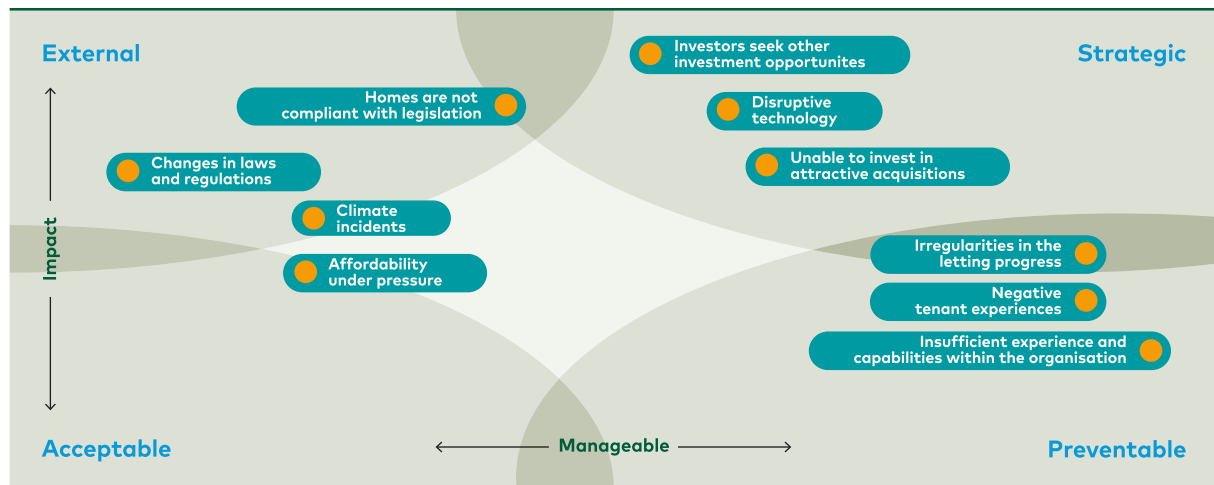 External
Strategic
Investors seek other
investment opportunites
Homes are not
compliant with legislation
Disruptive
technology
Changes in laws
and regulations
Unable to invest in
attractive acquisitions
Climate
incidents
Impact
Affordability
under pressure
Irregularities in the
letting progress
Negative
tenant experiences
Insufficient experience and
capabilities within the organisation
Acceptable
Manageable
Preventable